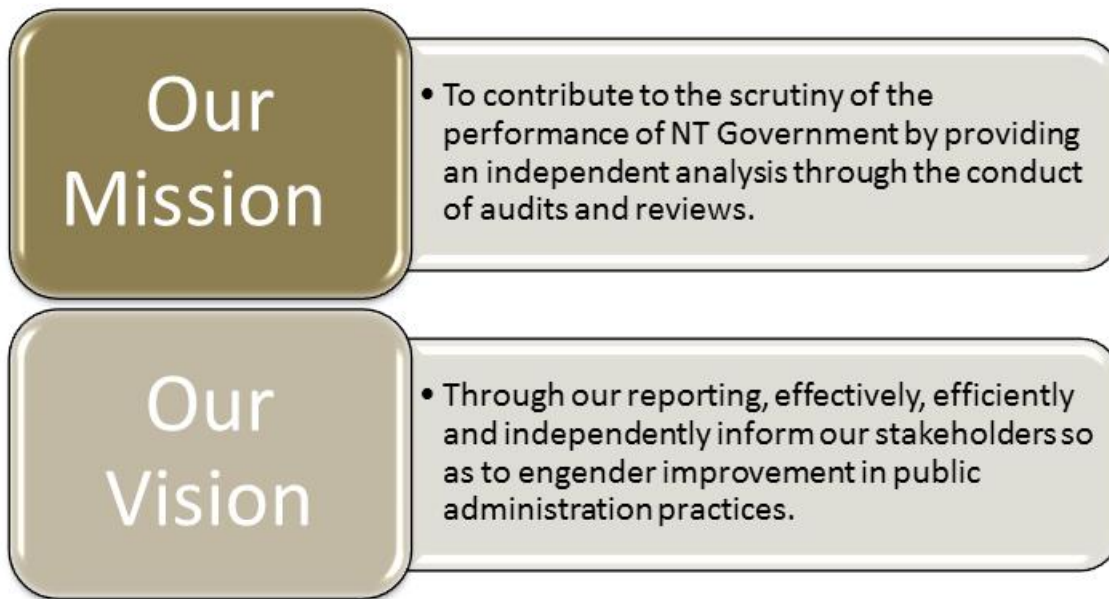 Our
Mission
• To contribute to the scrutiny of the
performance of NT Government by providing
an independent analysis through the conduct
of audits and reviews.
Our
Vision
• Through our reporting, effectively, efficiently
and independently inform our stakeholders so
as to engender improvement in public
administration practices.